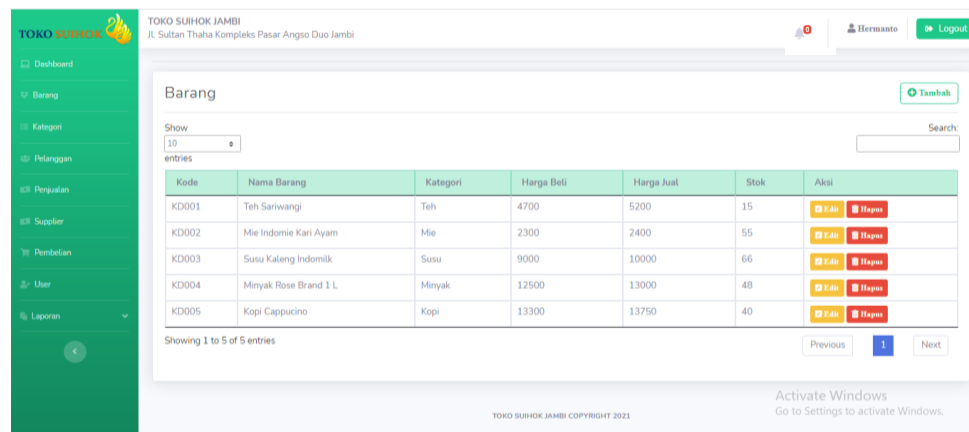 TOKO SUIHOK
TOKO SUIHOK JAMBI
Jl. Sultan Thaha Kompleks Pasar Angso Duo Jambi
0
Hermanto
Logout
Dashboard
Barang
Kategori
Pelanggan
Penjualan
Supplier
Pembelian
User
Laporan
Barang
Tambah
Show
10
entries
Search:
Kode Nama Barang Kategori Harga Beli Harga Jual Stok Aksi
KD001 Teh Sariwangi Teh 4700 5200 15 Edit Hapus
KD002 Mie Indomie Kari Ayam Mie 2300 2400 55 Edit Hapus
KD003 Susu Kaleng Indomilk Susu 9000 10000 66 Edit Hapus
KD004 Minyak Rose Brand 1 L Minyak 12500 13000 48 Edit Hapus
KD005 Kopi Cappucino Kopi 13300 13750 40 Edit Hapus
Showing 1 to 5 of 5 entries
Previous 1 Next
Activate Windows
Go to Settings to activate Windows.
TOKO SUIHOK JAMBI COPYRIGHT 2021